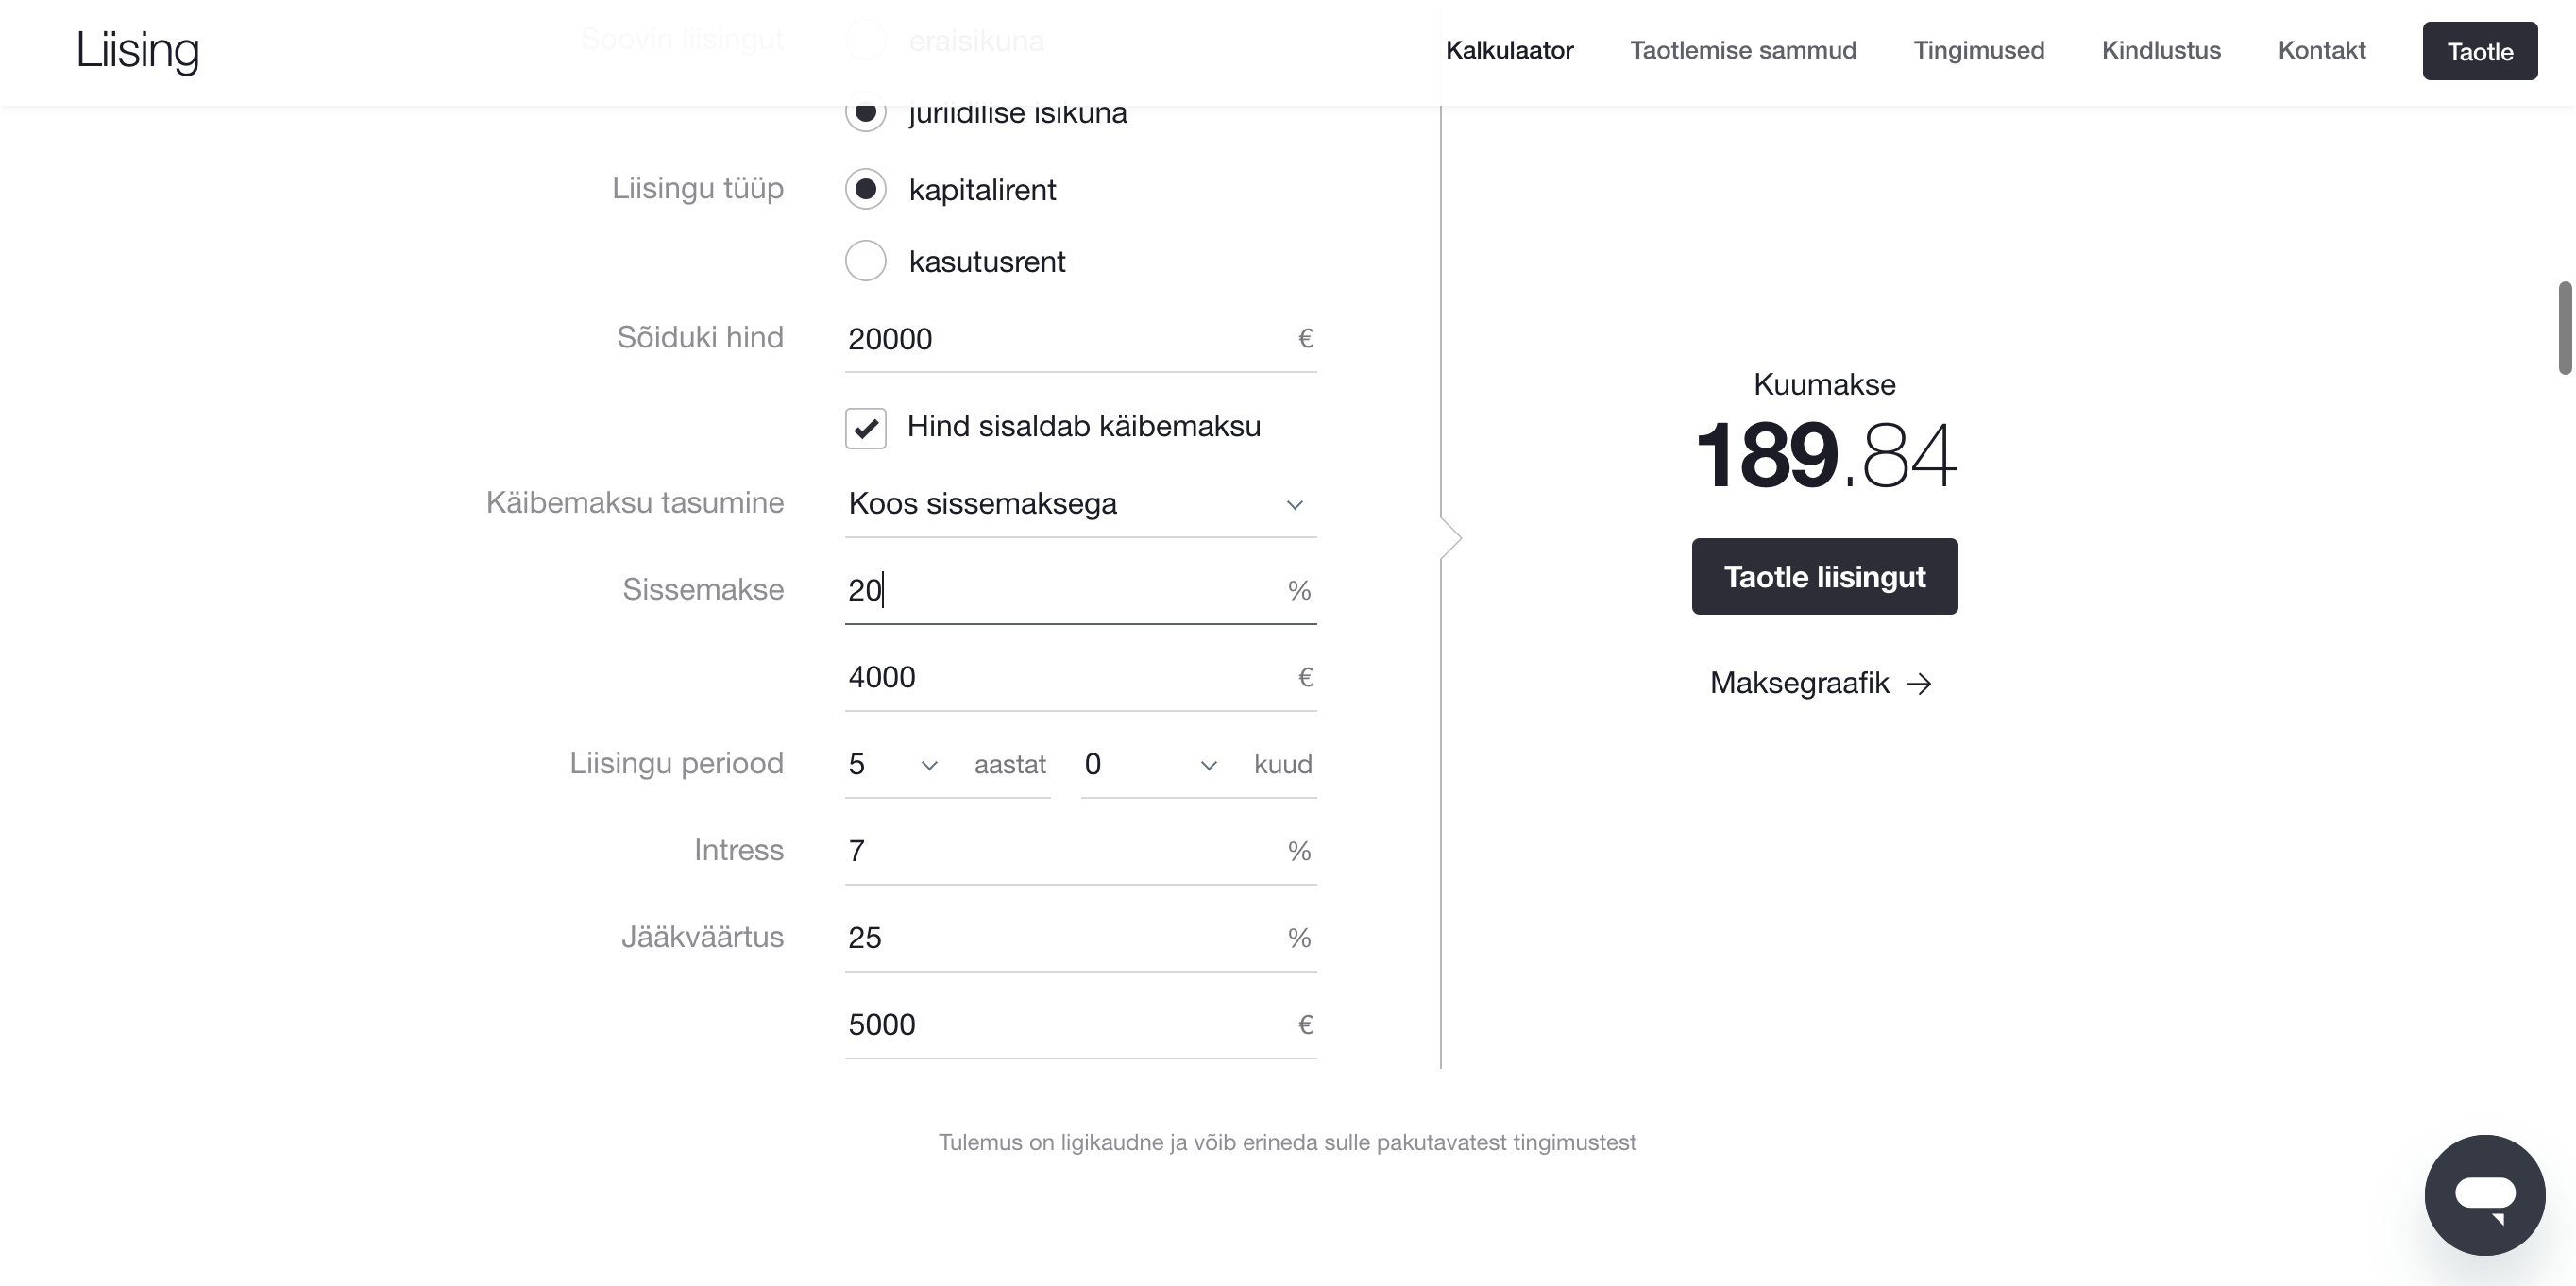 Liising
Kalkulaator
Taotlemise sammud
Tingimused
Kindlustus
Kontakt
Taotle
Soovin liisingut
eraisikuna
juriidilise isikuna
Liisingu tüüp
kapitalirent
kasutusrent
Sõiduki hind
20000 €
Hind sisaldab käibemaksu
Käibemaksu tasumine
Koos sissemaksega
Sissemakse
20 %
4000 €
Liisingu periood
5 aastat 0 kuud
Intress
7 %
Jääkväärtus
25 %
5000 €
Kuumakse
189.84
Taotle liisingut
Maksegraafik →
Tulemus on ligikaudne ja võib erineda sulle pakutavatest tingimustest